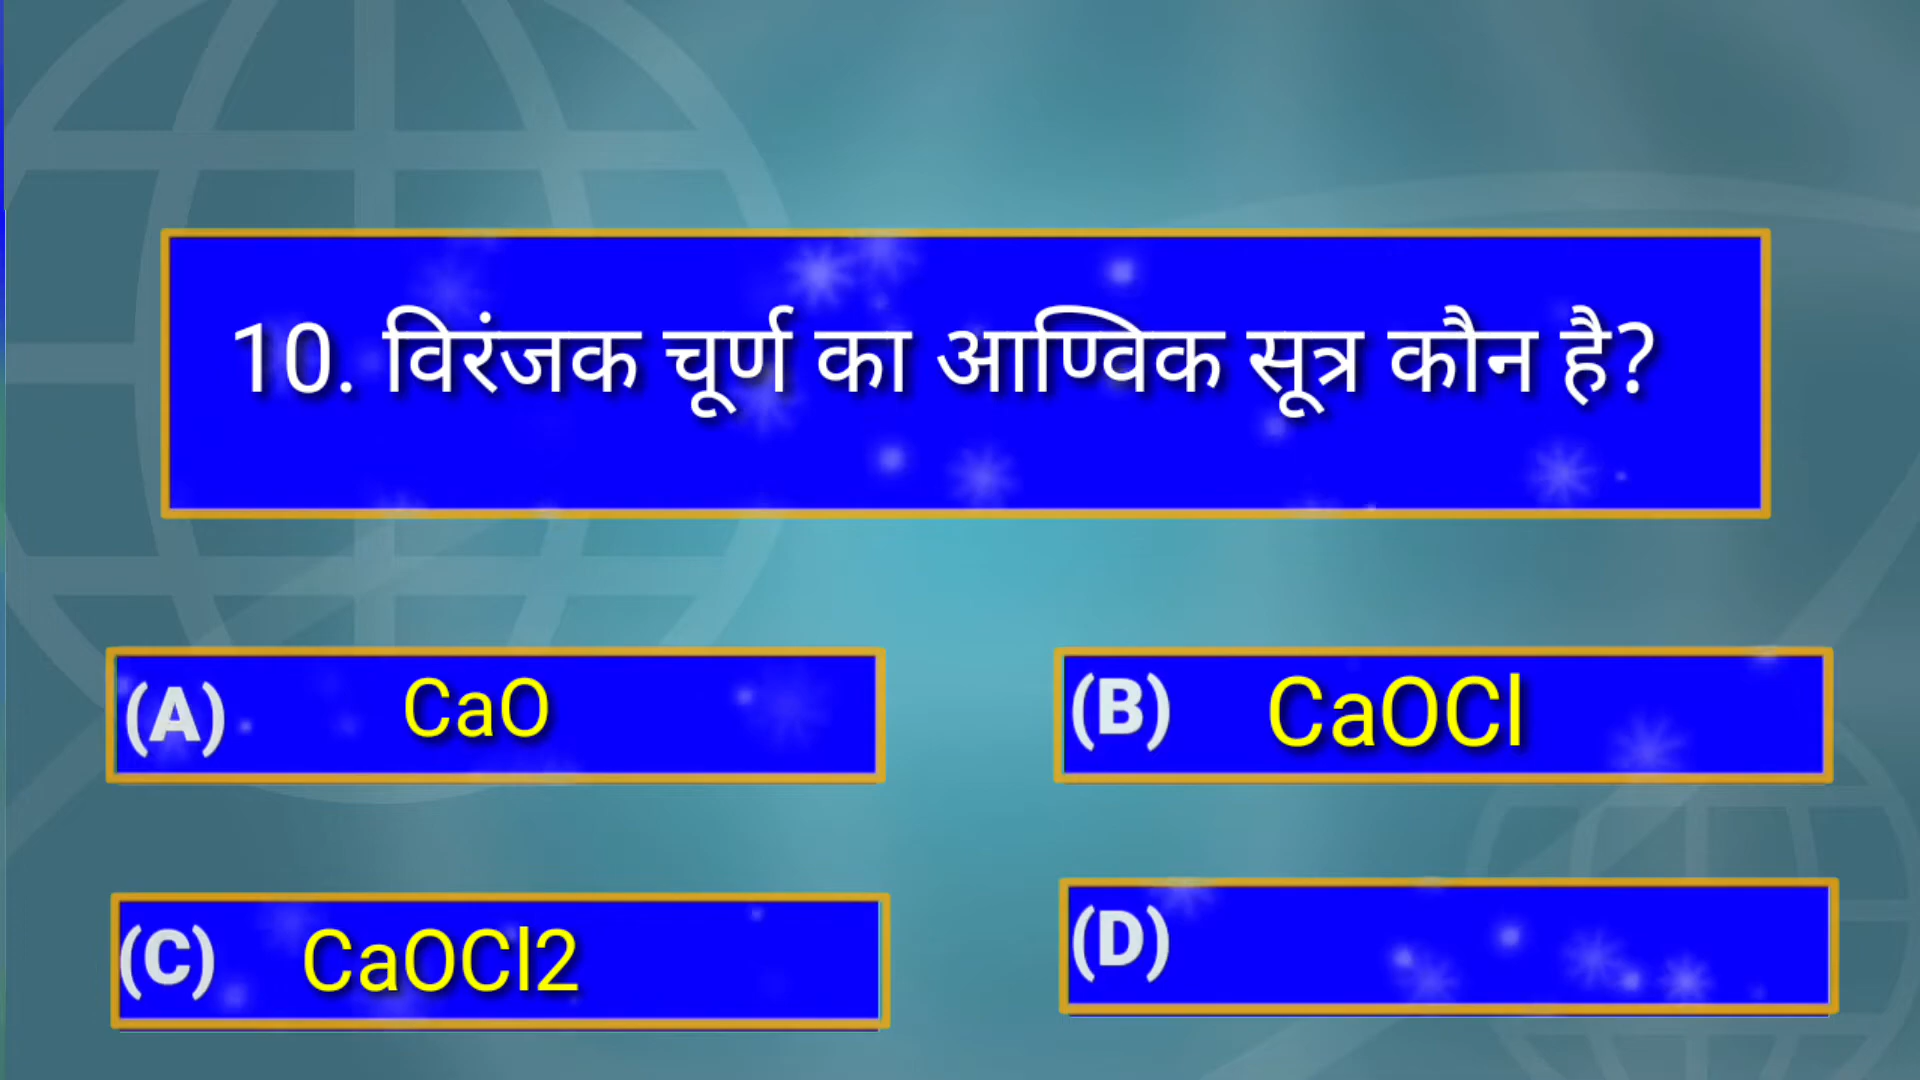 10. विरंजक चूर्ण का आण्विक सूत्र कौन है?
(A) CaO
(B) CaOCl
(C) CaOCl2
(D)